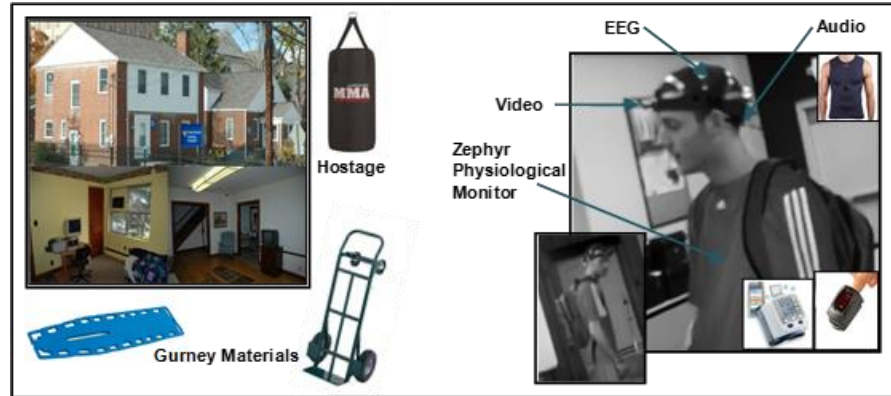 MMA
Hostage
Gurney Materials
EEG
Audio
Video
Zephyr
Physiological
Monitor